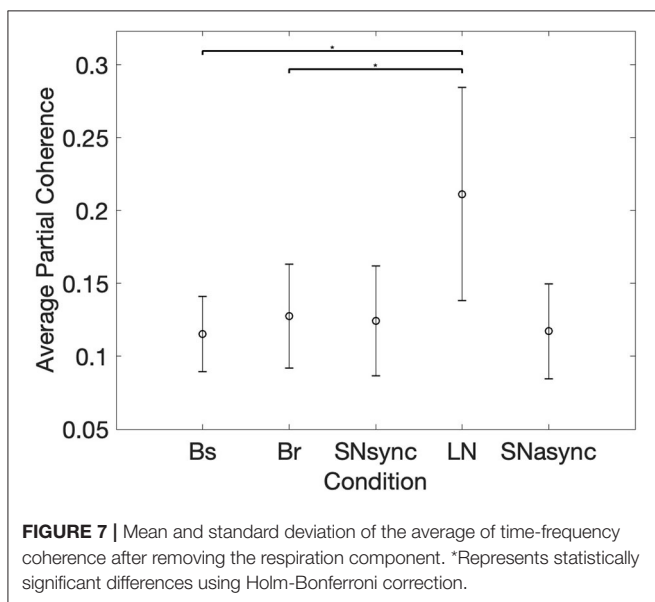 *
*
0.3
0.25
0.2
0.15
0.1
0.05
Average Partial Coherence
Bs Br SNsync LN SNasync
Condition
FIGURE 7 | Mean and standard deviation of the average of time-frequency
coherence after removing the respiration component. *Represents statistically
significant differences using Holm-Bonferroni correction.